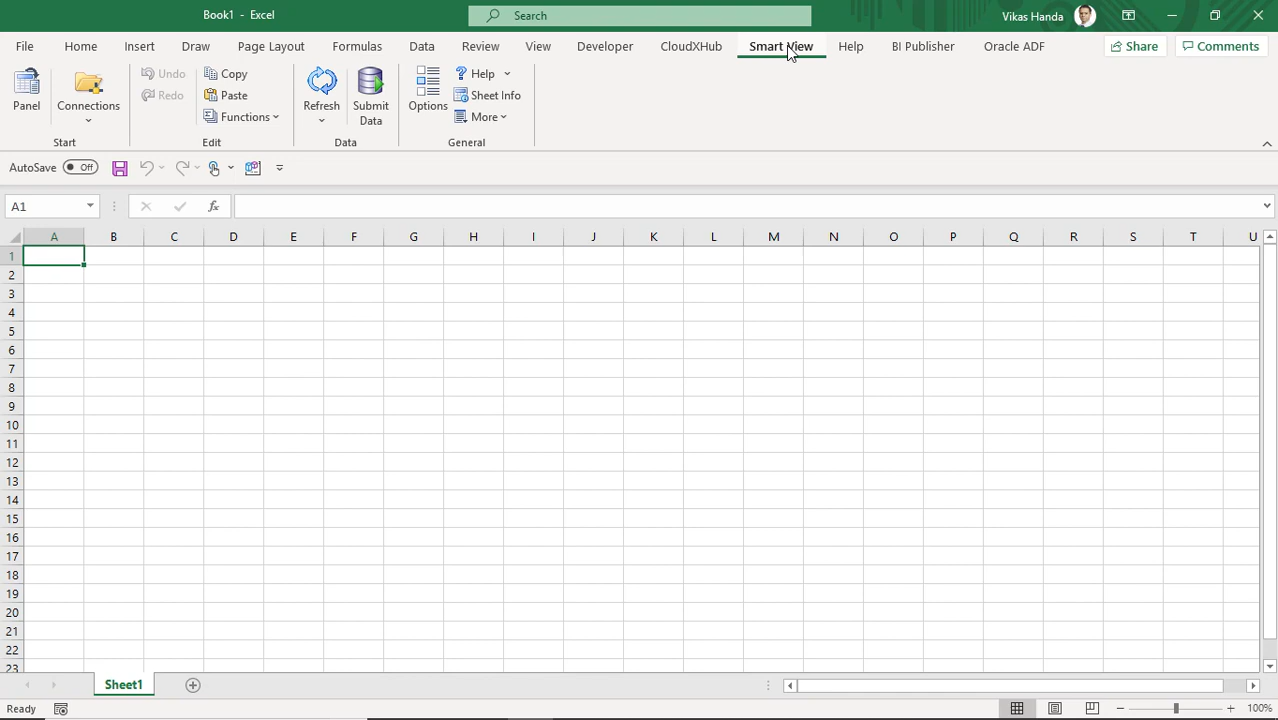 Book1 - Excel
Search
Vikas Handa
File Home Insert Draw Page Layout Formulas Data Review View Developer CloudXHub Smart View Help BI Publisher Oracle ADF Share Comments
Panel
Connections
Start
Undo
Redo
Copy
Paste
Functions
Edit
Refresh
Submit
Data
Data
Options
Help
Sheet Info
More
General
AutoSave Off
A1
fx
A B C D E F G H I J K L M N O P Q R S T U
1
2
3
4
5
6
7
8
9
10
11
12
13
14
15
16
17
18
19
20
21
22
23
Sheet1
Ready
100%